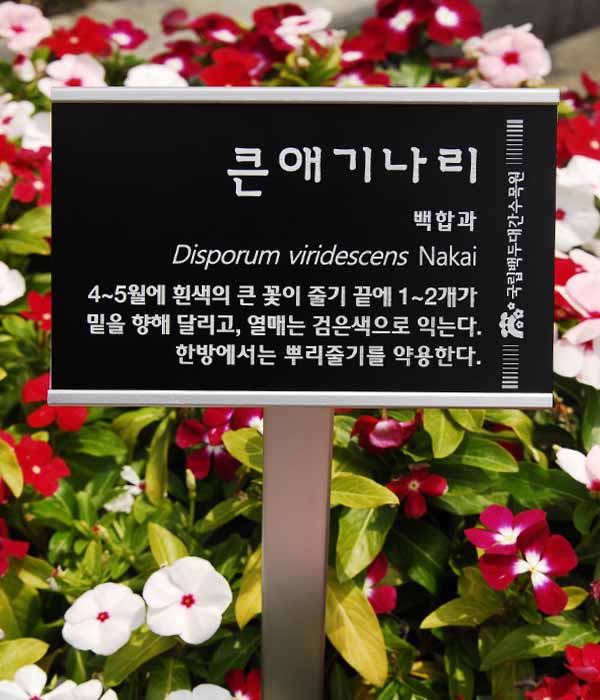 큰애기나리
백합과
Disporum viridescens Nakai
4~5월에 흰색의 큰 꽃이 줄기 끝에 1~2개가
밑을 향해 달리고, 열매는 검은색으로 익는다.
한방에서는 뿌리줄기를 약용한다.
국립백두대간수목원